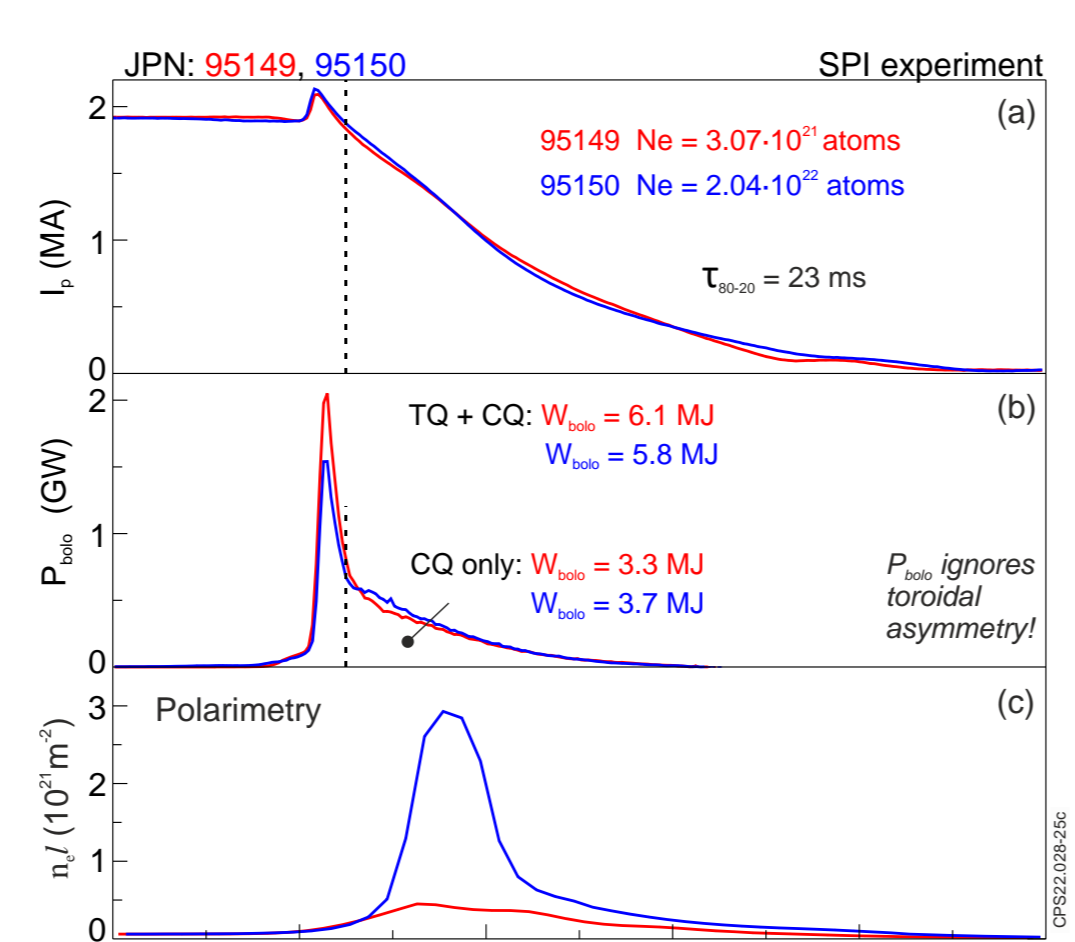 JPN: 95149, 95150 SPI experiment
(a)
2
1
0
Iₚ (MA)
95149 Ne = 3.07·10²¹ atoms
95150 Ne = 2.04·10²² atoms
τ₈₀₋₂₀ = 23 ms
(b)
2
1
0
P_bolo (GW)
TQ + CQ: W_bolo = 6.1 MJ
W_bolo = 5.8 MJ
CQ only: W_bolo = 3.3 MJ
W_bolo = 3.7 MJ
P_bolo ignores
toroidal
asymmetry!
Polarimetry
(c)
3
2
1
0
nₑl (10²¹m⁻²)
CPS22.028-25c